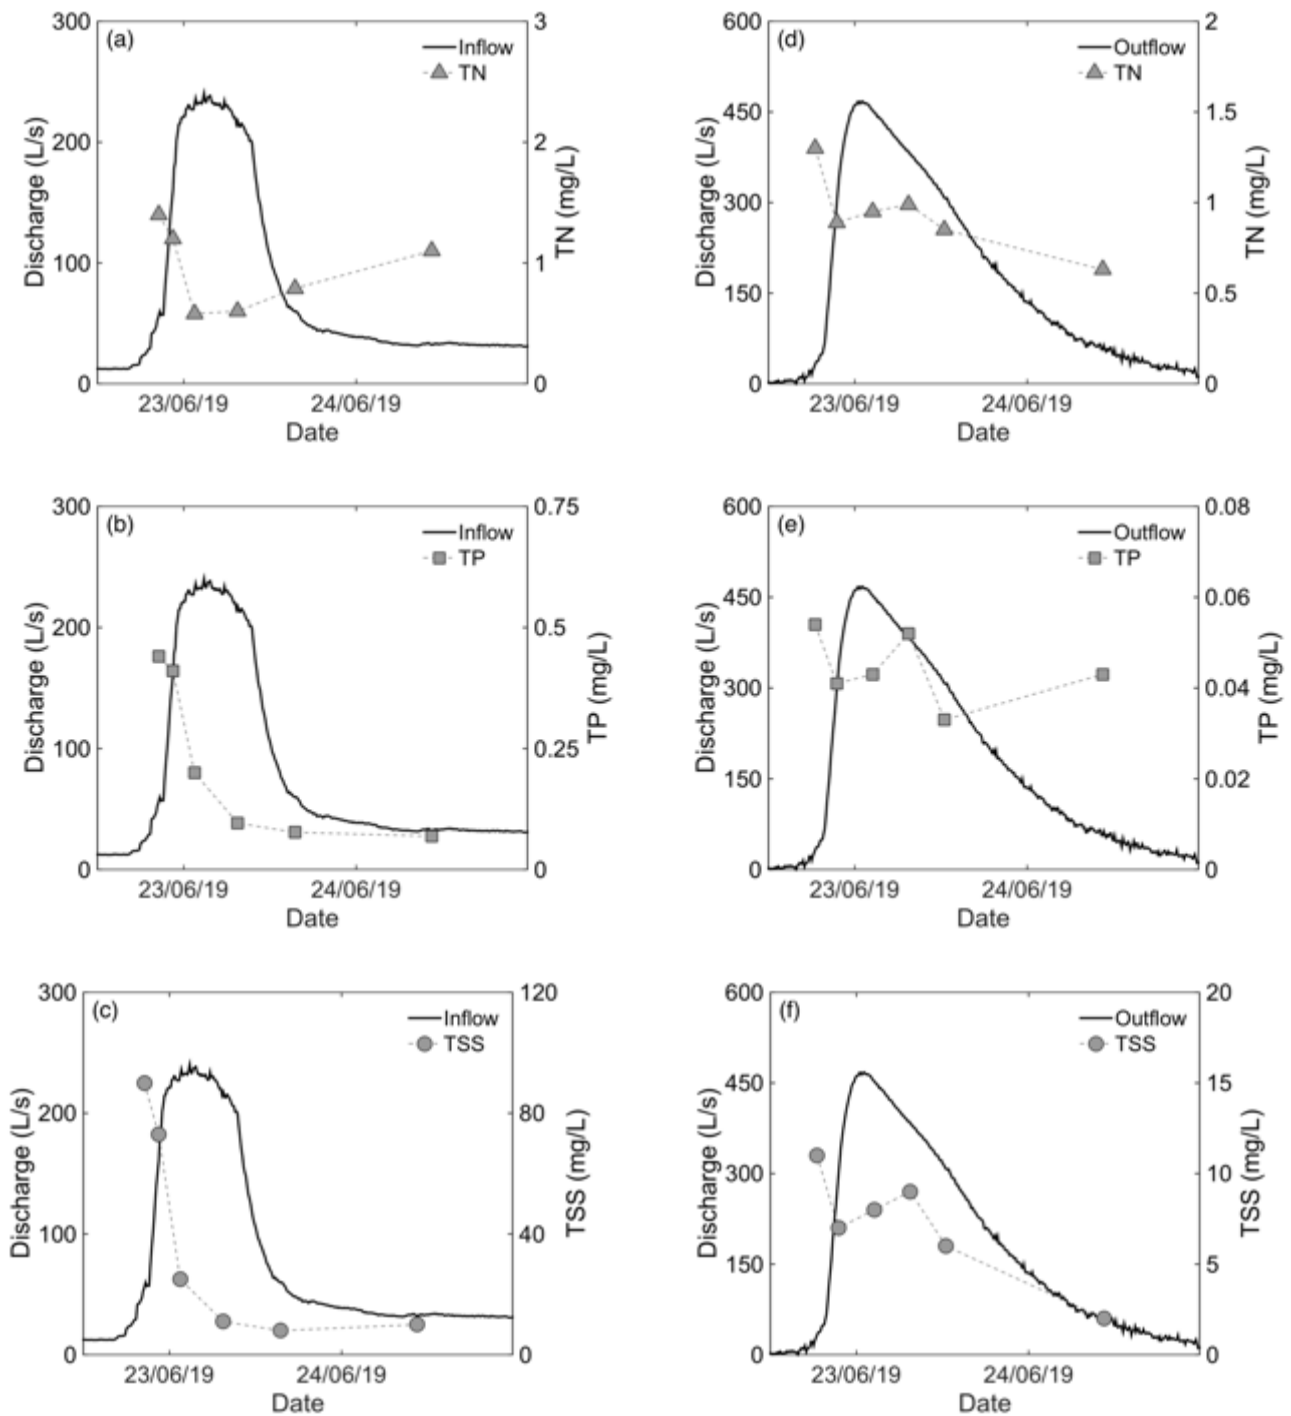 (a)
Inflow
TN
300
200
100
0
3
2
1
0
Discharge (L/s)
TN (mg/L)
23/06/19 24/06/19
Date
(d)
Outflow
TN
600
450
300
150
0
2
1.5
1
0.5
0
Discharge (L/s)
TN (mg/L)
23/06/19 24/06/19
Date
(b)
Inflow
TP
300
200
100
0
0.75
0.5
0.25
0
Discharge (L/s)
TP (mg/L)
23/06/19 24/06/19
Date
(e)
Outflow
TP
600
450
300
150
0
0.08
0.06
0.04
0.02
0
Discharge (L/s)
TP (mg/L)
23/06/19 24/06/19
Date
(c)
Inflow
TSS
300
200
100
0
120
80
40
0
Discharge (L/s)
TSS (mg/L)
23/06/19 24/06/19
Date
(f)
Outflow
TSS
600
450
300
150
0
20
15
10
5
0
Discharge (L/s)
TSS (mg/L)
23/06/19 24/06/19
Date